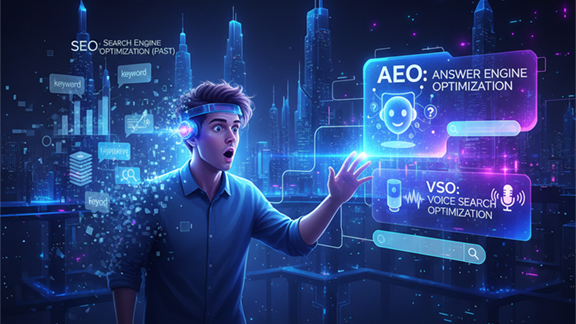 SEO: - SEARCH ENGINE
OPTIMIZATION (PAST)
keyword
keyword
AEO: ANSWER ENGINE
OPTIMIZATION
VSO:
VOICE SEARCH
OPTIMIZATION